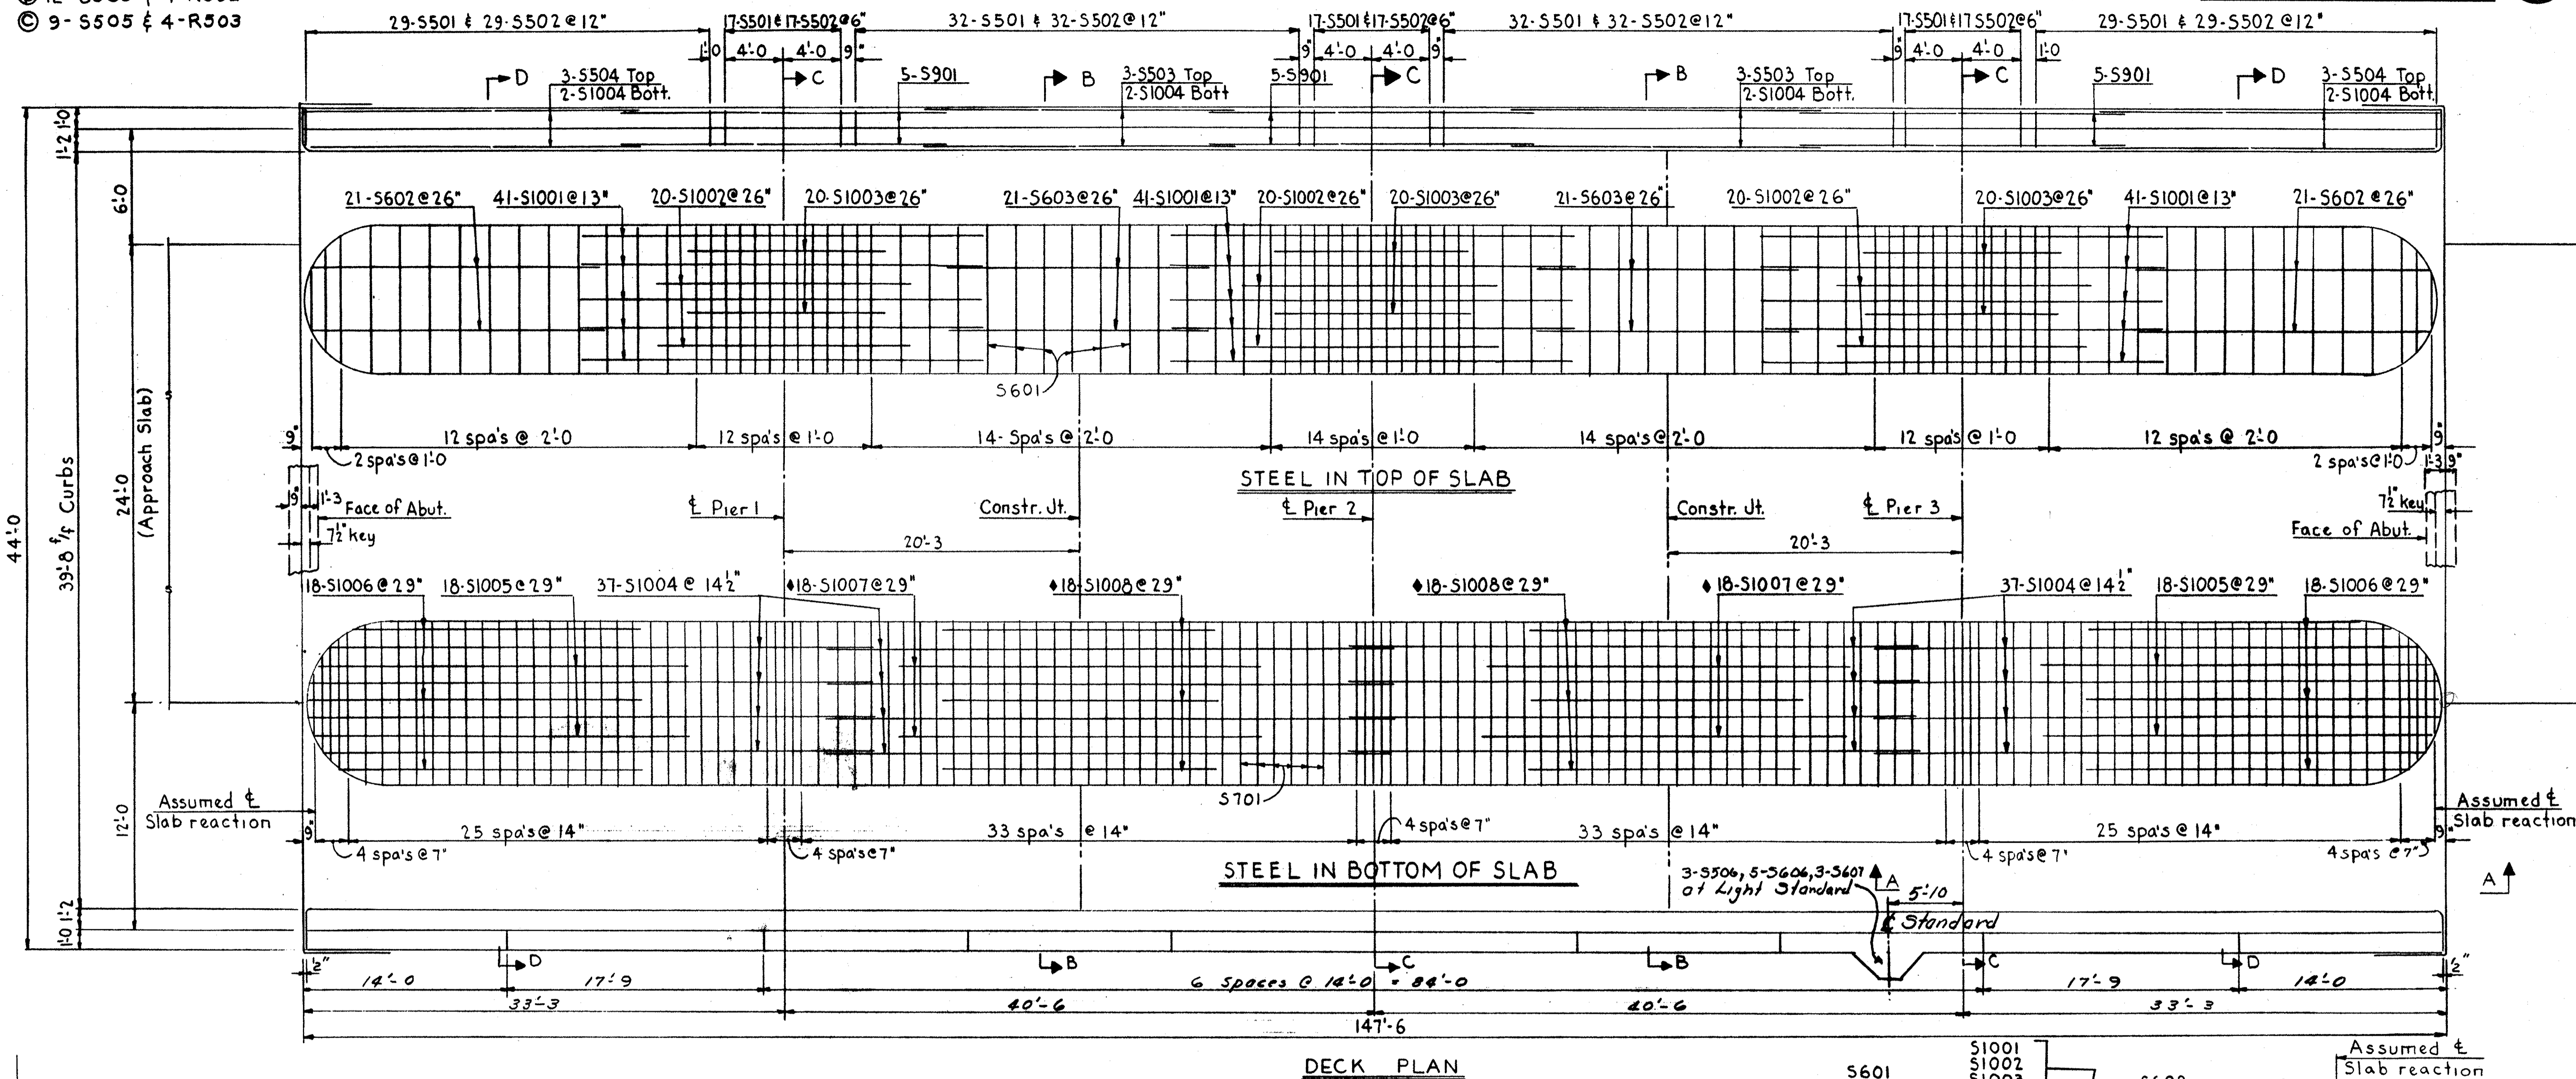 Ⓒ 9-S505 & 4-R503
29-S501 & 29-S502 @ 12"
17-S501 & 17-S502 @ 6"
32-S501 & 32-S502 @ 12"
17-S501 & 17-S502 @ 6"
32-S501 & 32-S502 @ 12"
17-S501 & 17 S502 @ 6"
29-S501 & 29-S502 @ 12"
1'-0 4'-0 4'-0 9"
9" 4'-0 4'-0 9"
9" 4'-0 4'-0 1'-0
D
3-S504 Top
2-S1004 Bott.
C
5-S901
B
3-S503 Top
2-S1004 Bott
5-S901
C
B
3-S503 Top
2-S1004 Bott.
C
5-S901
D
3-S504 Top
2-S1004 Bott.
1'-0
1'-2
6'-0
21-S602@26"
41-S1001@13"
20-S1002@26"
20-S1003@26"
21-S603@26"
41-S1001@13"
20-S1002@26"
20-S1003@26"
21-S603@26"
20-S1002@26"
20-S1003@26"
41-S1001@13"
21-S602@26"
S601
9"
12 spa's @ 2'-0
12 spa's @ 1'-0
14- Spa's @ 2'-0
14 spa's @ 1'-0
14 spa's @ 2'-0
12 spa's @ 1'-0
12 spa's @ 2'-0
9"
2 spa's @ 1'-0
2 spa's @ 1'-0
1'-3 9"
STEEL IN TOP OF SLAB
44'-0
39'-8 f/f Curbs
24'-0
(Approach Slab)
9" 1'-3
Face of Abut.
7½" key
℄ Pier 1
Constr. Jt.
℄ Pier 2
Constr. Jt.
℄ Pier 3
7½" key
Face of Abut.
20'-3
20'-3
18-S1006@29"
18-S1005@29"
37-S1004 @ 14½"
♦18-S1007@29"
♦18-S1008@29"
♦18-S1008@29"
♦18-S1007@29"
37-S1004@14½"
18-S1005@29"
18-S1006@29"
S701
Assumed ℄
Slab reaction
12'-0
9"
25 spa's @ 14"
33 spa's @ 14"
4 spa's @ 7"
33 spa's @ 14"
25 spa's @ 14"
9"
Assumed ℄
Slab reaction
4 spa's @ 7"
4 spa's @ 7"
4 spa's @ 7'
4 spa's @ 7"
STEEL IN BOTTOM OF SLAB
3-S506, 5-S606, 3-S607
at Light Standard
A
A
5'-10
℄ Standard
1'-2
1'-0
D
B
C
B
C
D
½"
14'-0
17'-9
6 Spaces @ 14'-0 = 84'-0
17'-9
14'-0
½"
33'-3
40'-6
40'-6
33'-3
147'-6
DECK PLAN
S601
S1001
S1002
Assumed ℄
Slab reaction